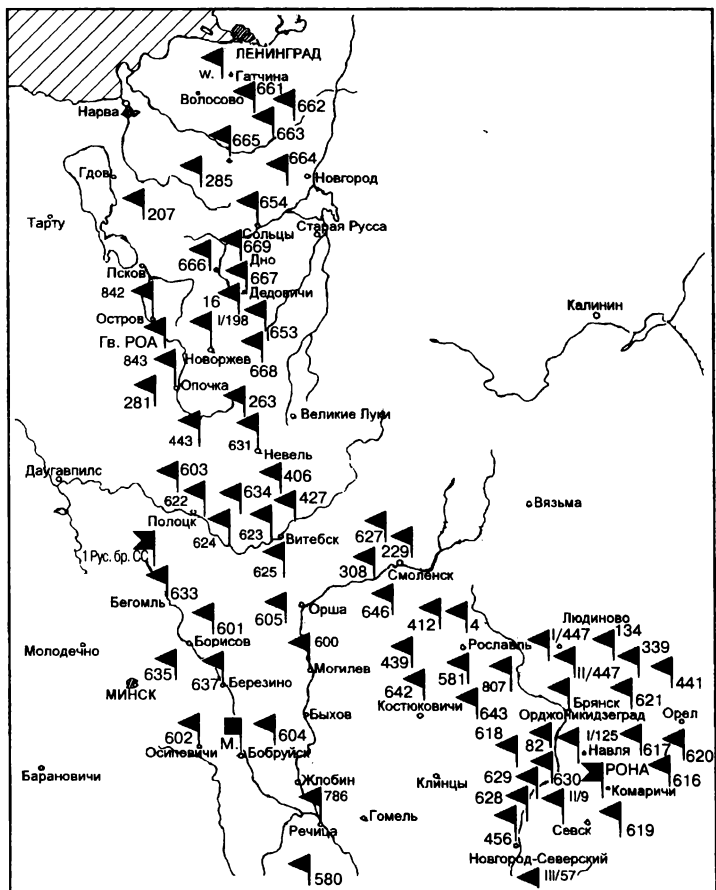 ЛЕНИНГРАД
W.
Гатчина
Волосово
661
662
Нарва
663
665
664
Гдов
285
Новгород
207
654
Тарту
Сольцы
Старая Русса
669
666
Дно
Псков
667
842
16
Дедовичи
Калинин
Остров
I/198
653
Гв. РОА
Новоржев
668
843
Опочка
281
263
Великие Луки
443
631
Невель
Даугавпилс
603
406
622
634
427
Вязьма
Полоцк
624
623
Витебск
627
229
1 Рус. бр. СС
625
308
Смоленск
633
Бегомль
605
Орша
646
412
4
Людиново
601
I/447
134
Борисов
600
Рославль
339
Молодечно
439
III/447
635
Могилев
581
441
МИНСК
637
Березино
642
807
621
Костюковичи
643
Брянск
Быхов
Орджоникидзеград
Орел
602
М.
604
618
82
I/125
617
620
Осиповичи
Бобруйск
Навля
Барановичи
629
630
РОНА
616
Жлобин
Клинцы
Комаричи
786
628
II/9
Гомель
Севск
619
Речица
456
Новгород-Северский
580
III/57